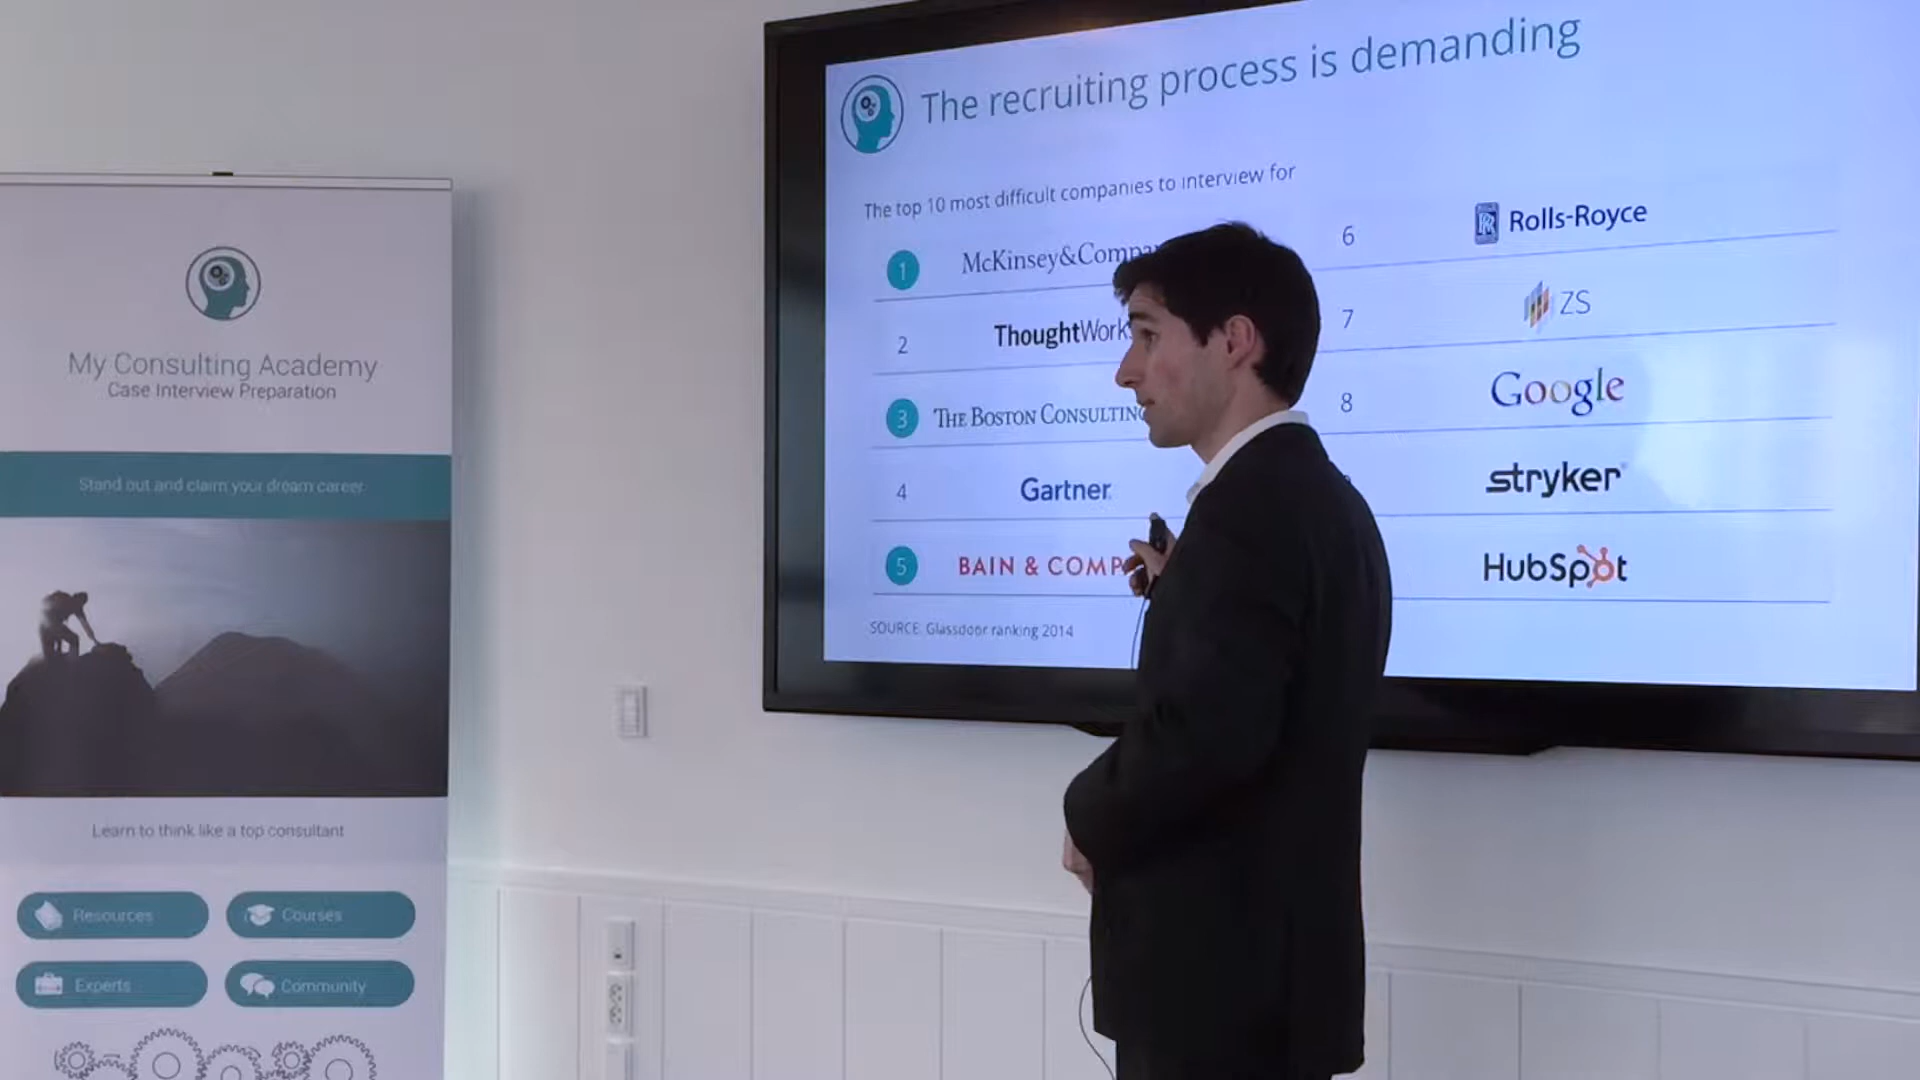 My Consulting Academy
Case Interview Preparation
Stand out and claim your dream career
Learn to think like a top consultant
Resources
Courses
Experts
Community
The recruiting process is demanding
The top 10 most difficult companies to interview for
1 McKinsey&Compa
2 ThoughtWork
3 THE BOSTON CONSULTING
4 Gartner
5 BAIN & COMP
6 Rolls-Royce
7 ZS
8 Google
stryker
HubSpot
SOURCE: Glassdoor ranking 2014